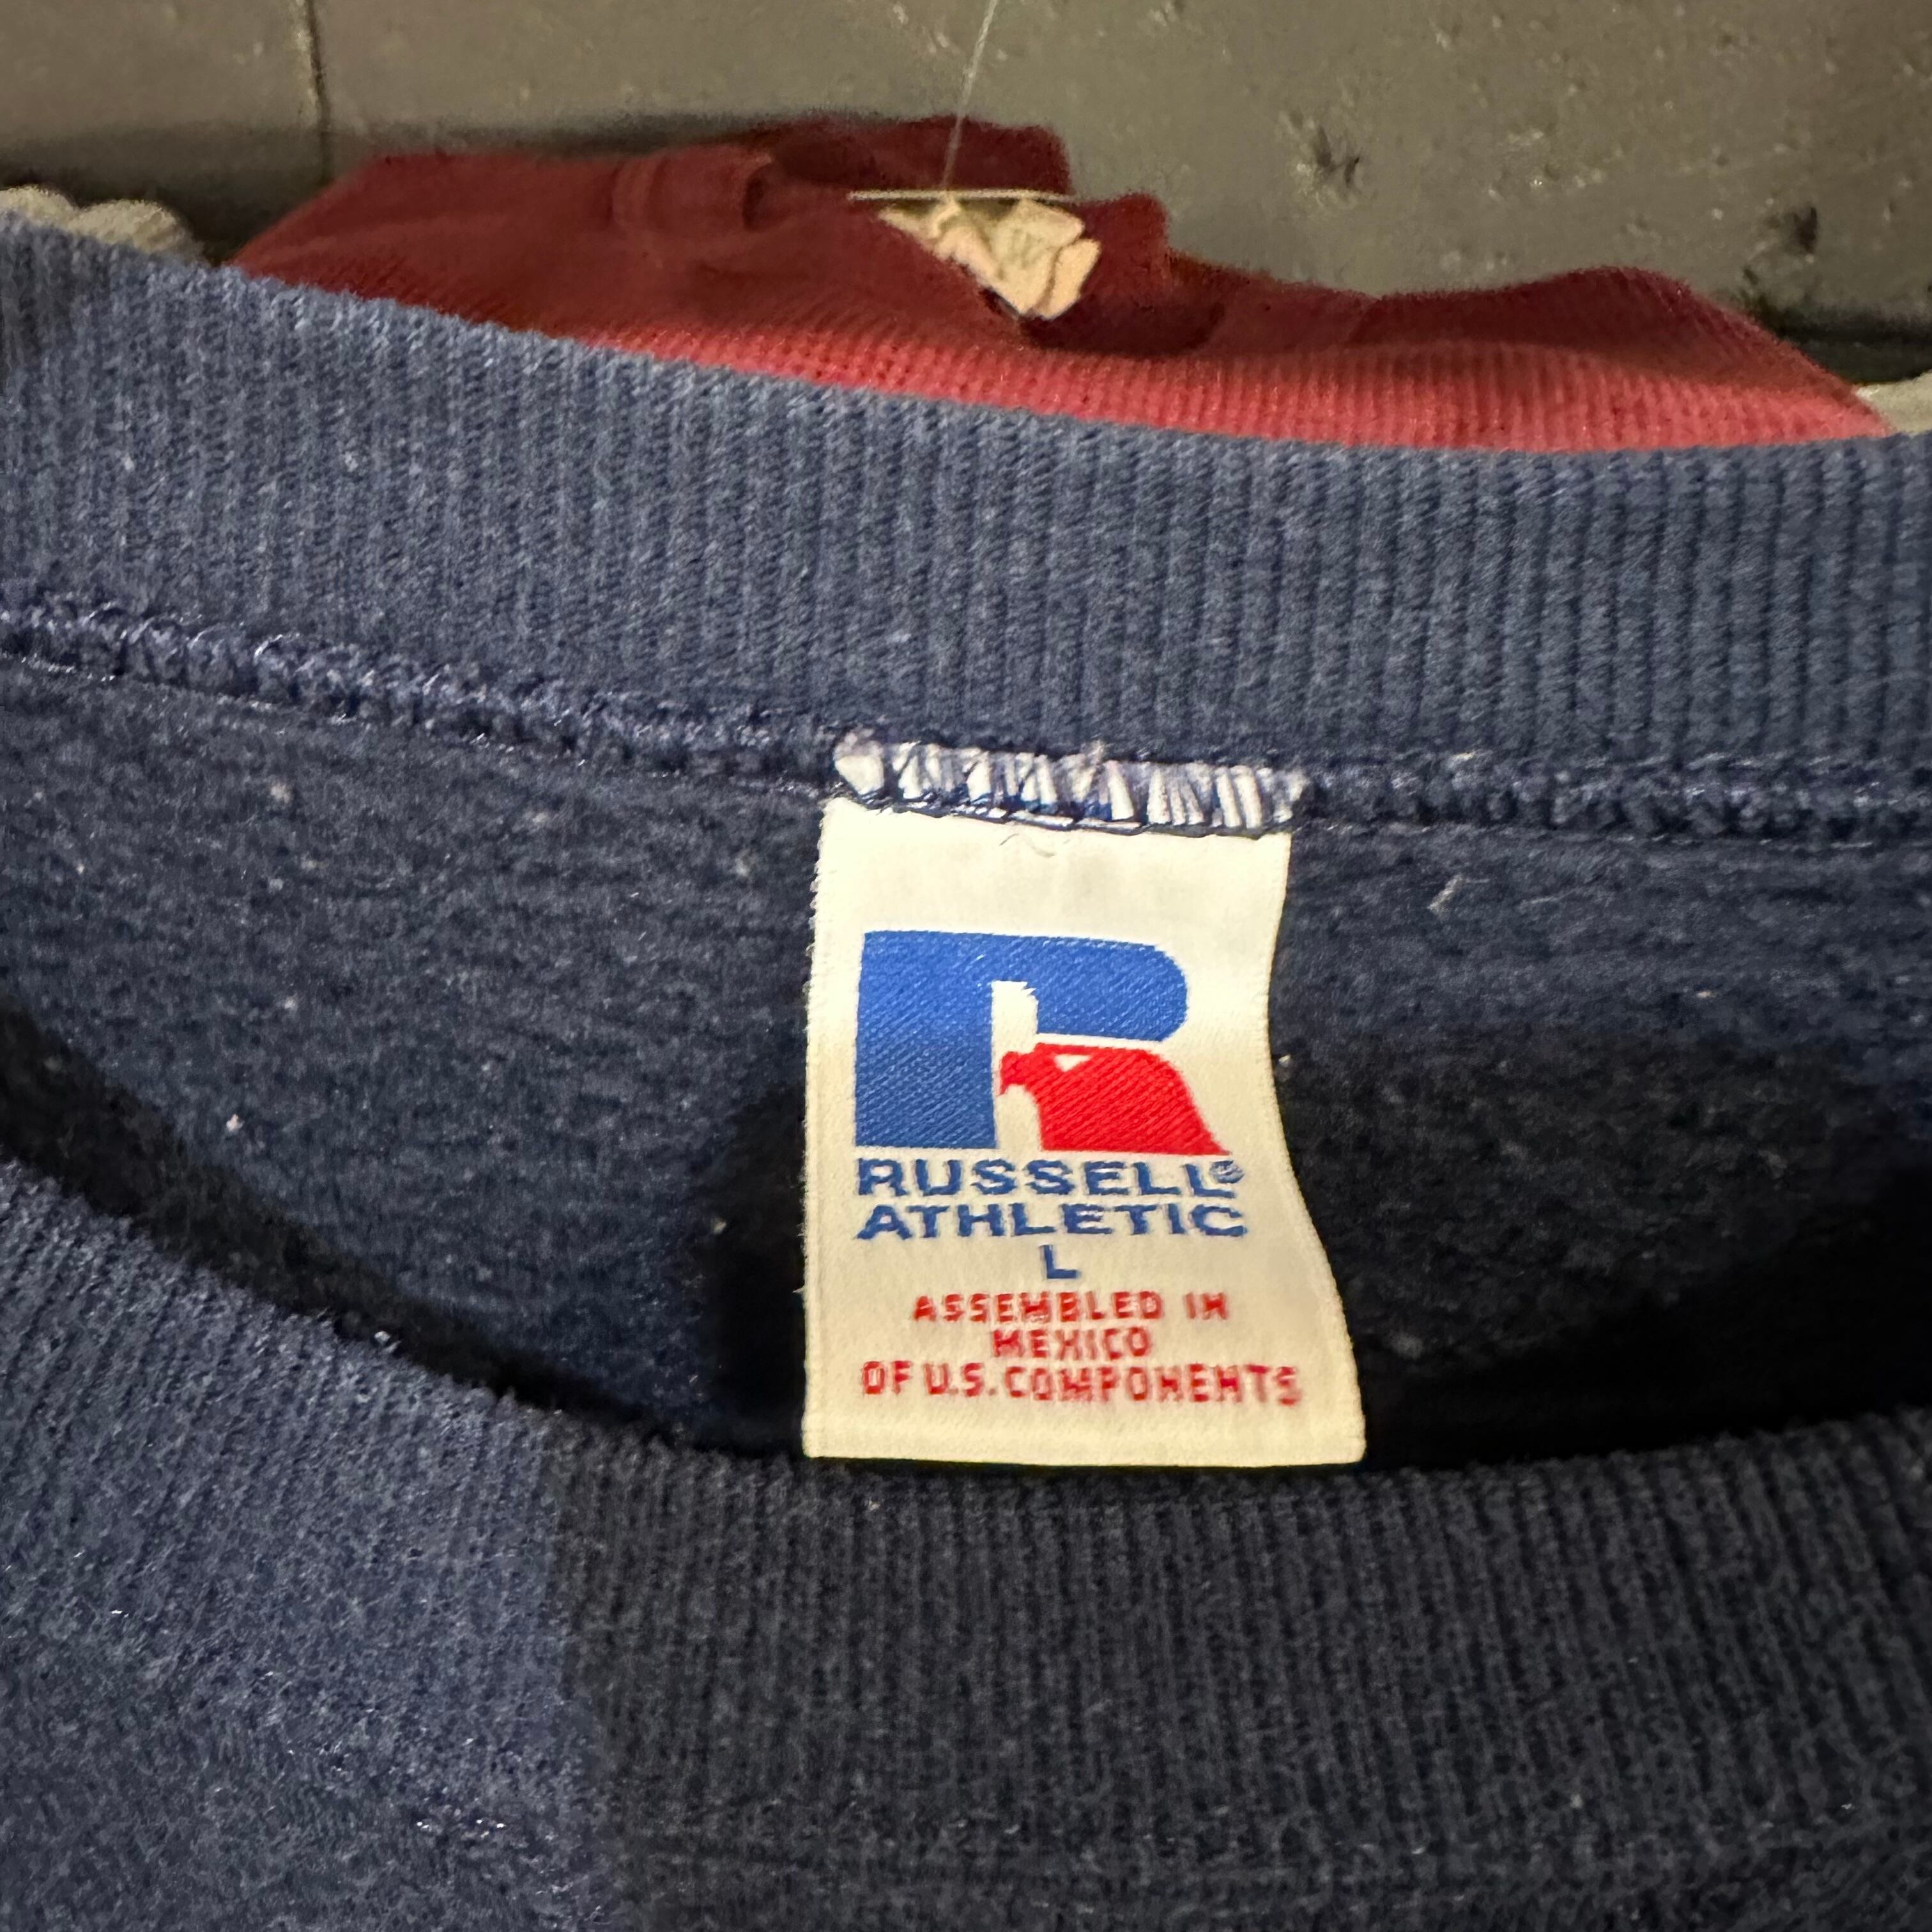 R
RUSSELL®
ATHLETIC
L
ASSEMBLED IN
MEXICO
OF U.S. COMPONENTS